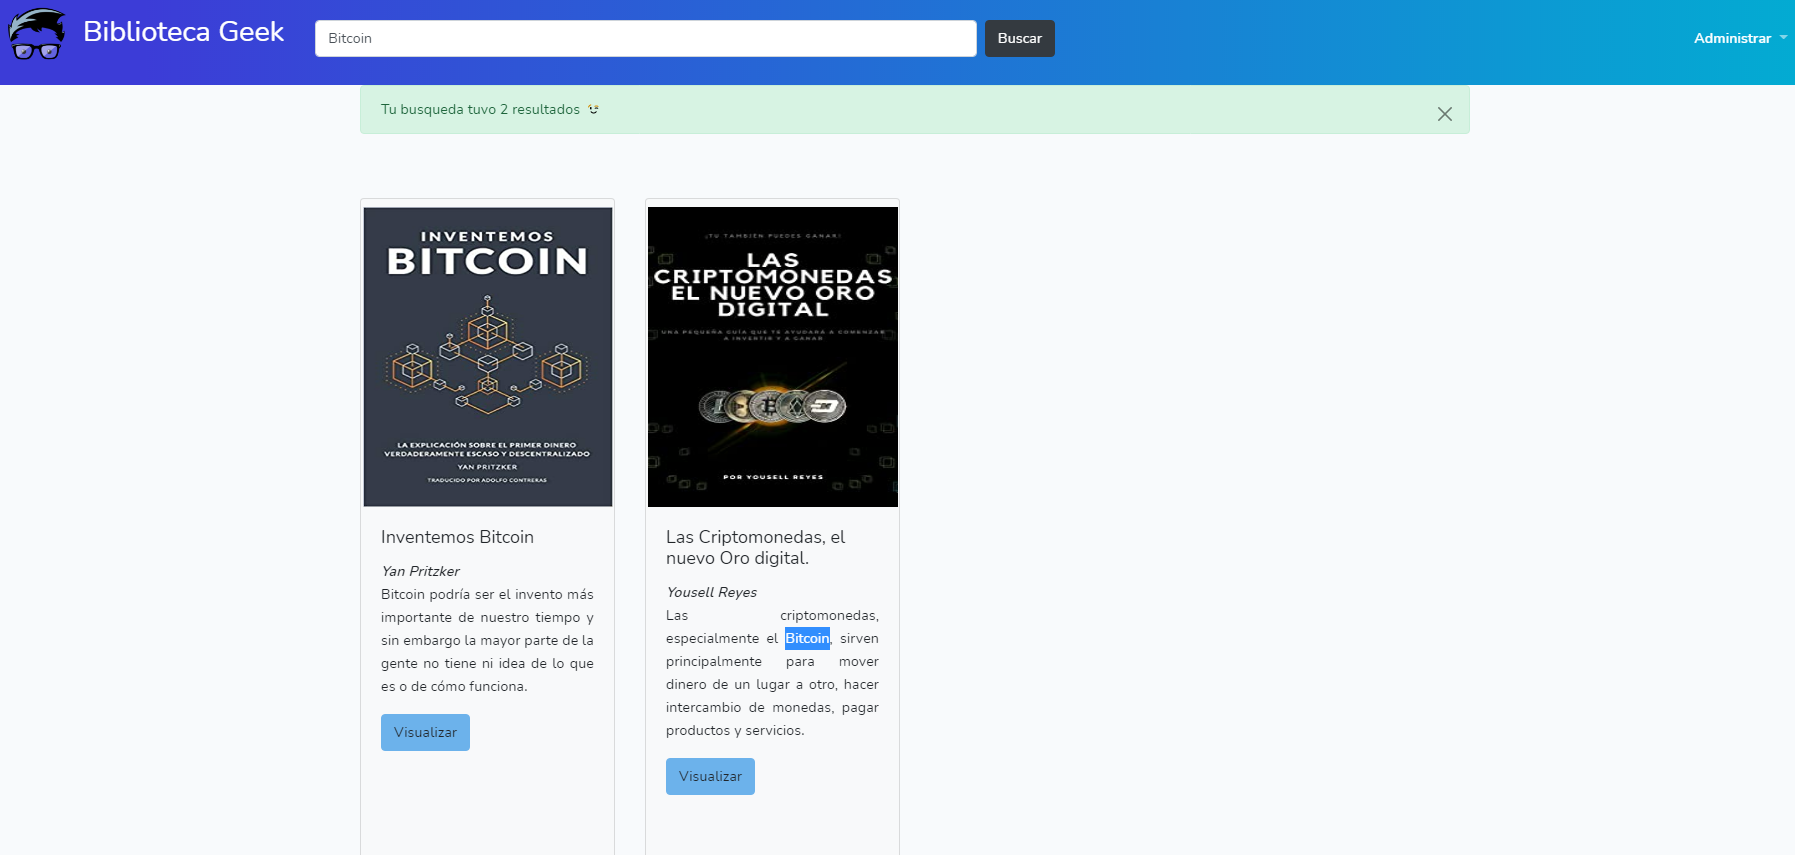 Biblioteca Geek
Bitcoin
Buscar
Administrar
Tu busqueda tuvo 2 resultados
INVENTEMOS
BITCOIN
LA EXPLICACIÓN SOBRE EL PRIMER DINERO
VERDADERAMENTE ESCASO Y DESCENTRALIZADO
YAN PRITZKER
TRADUCIDO POR ADOLFO CONTRERAS
Inventemos Bitcoin
Yan Pritzker
Bitcoin podría ser el invento más
importante de nuestro tiempo y
sin embargo la mayor parte de la
gente no tiene ni idea de lo que
es o de cómo funciona.
Visualizar
¡TU TAMBIÉN PUEDES GANAR!
LAS
CRIPTOMONEDAS
EL NUEVO ORO
DIGITAL
UNA PEQUEÑA GUÍA QUE TE AYUDARÁ A COMENZAR
A INVERTIR Y A GANAR
POR YOUSELL REYES
Las Criptomonedas, el
nuevo Oro digital.
Yousell Reyes
Las criptomonedas,
especialmente el Bitcoin, sirven
principalmente para mover
dinero de un lugar a otro, hacer
intercambio de monedas, pagar
productos y servicios.
Visualizar